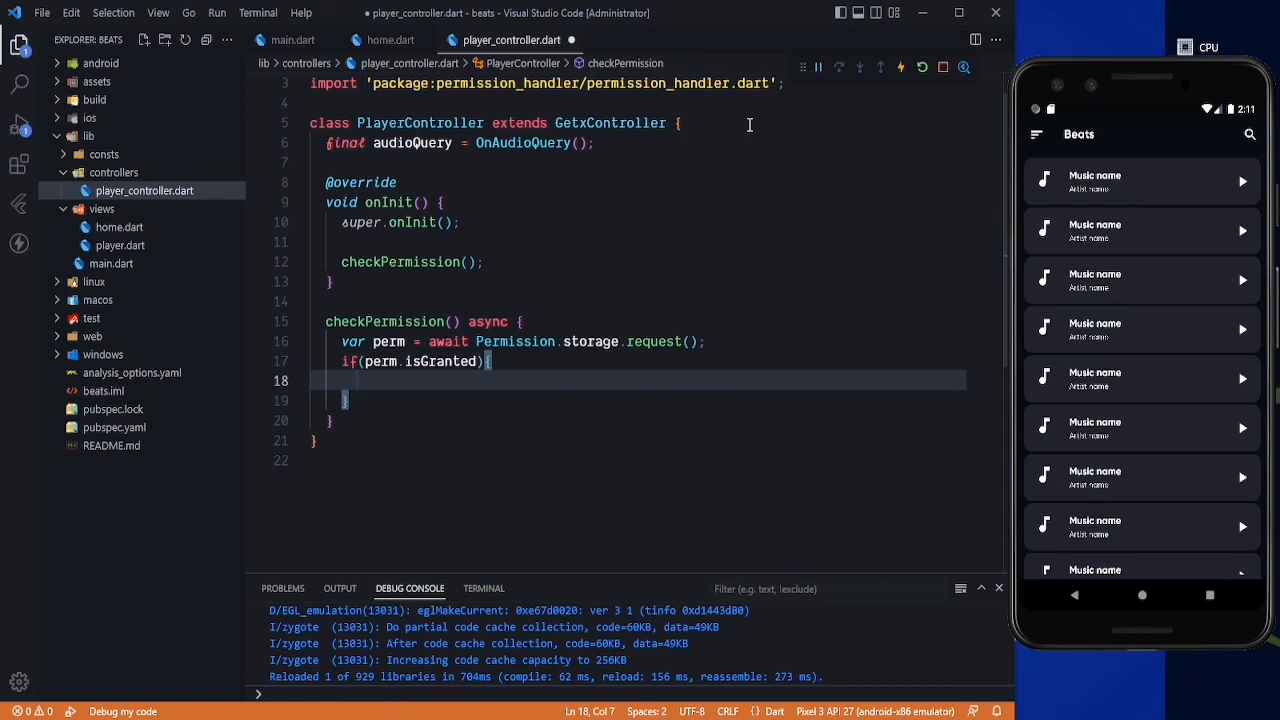 File Edit Selection View Go Run Terminal Help
● player_controller.dart - beats - Visual Studio Code [Administrator]
CPU
EXPLORER: BEATS
main.dart
home.dart
player_controller.dart
lib > controllers > player_controller.dart > PlayerController > checkPermission
1
android
assets
build
ios
lib
consts
controllers
player_controller.dart
views
home.dart
player.dart
main.dart
linux
macos
test
web
windows
analysis_options.yaml
beats.iml
pubspec.lock
pubspec.yaml
README.md
1
3 import 'package:permission_handler/permission_handler.dart';
4
5 class PlayerController extends GetxController {
6 final audioQuery = OnAudioQuery();
7
8 @override
9 void onInit() {
10 super.onInit();
11
12 checkPermission();
13 }
14
15 checkPermission() async {
16 var perm = await Permission.storage.request();
17 if(perm.isGranted){
18
19 }
20 }
21 }
22
PROBLEMS OUTPUT DEBUG CONSOLE TERMINAL
Filter (e.g. text, !exclude)
D/EGL_emulation(13031): eglMakeCurrent: 0xe67d0020: ver 3 1 (tinfo 0xd1443d80)
I/zygote (13031): Do partial code cache collection, code=60KB, data=49KB
I/zygote (13031): After code cache collection, code=60KB, data=49KB
I/zygote (13031): Increasing code cache capacity to 256KB
Reloaded 1 of 929 libraries in 704ms (compile: 62 ms, reload: 156 ms, reassemble: 273 ms).
>
0 0 Debug my code
Ln 18, Col 7 Spaces: 2 UTF-8 CRLF {} Dart Pixel 3 API 27 (android-x86 emulator)
2:11
Beats
Music name
Artist name
Music name
Artist name
Music name
Artist name
Music name
Artist name
Music name
Artist name
Music name
Artist name
Music name
Artist name
Music name
Artist name
Music name